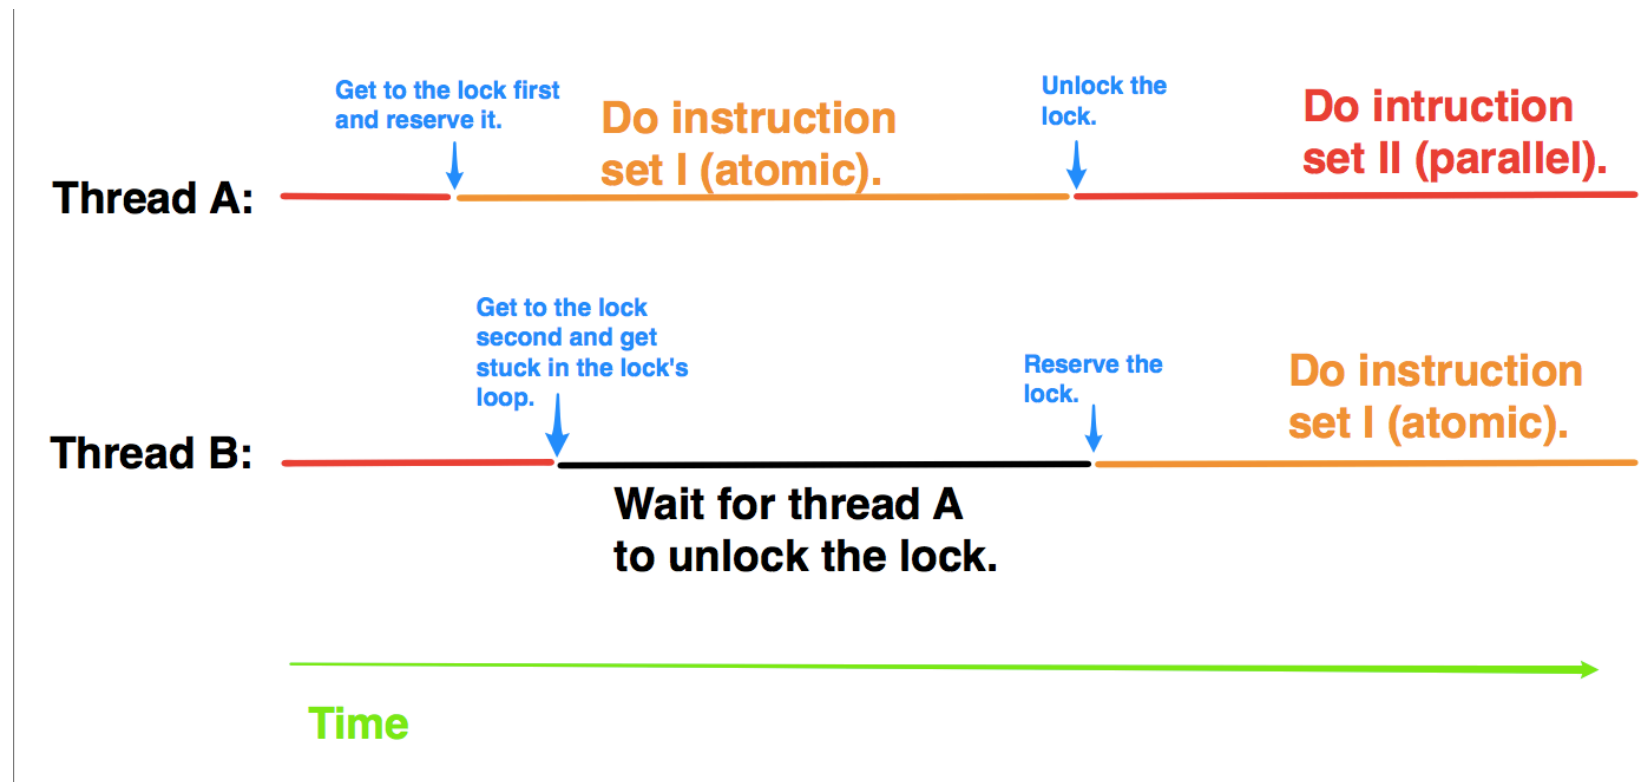 Get to the lock first
and reserve it.
Do instruction
set I (atomic).
Unlock the
lock.
Do intruction
set II (parallel).
Thread A:
Get to the lock
second and get
stuck in the lock's
loop.
Reserve the
lock.
Do instruction
set I (atomic).
Thread B:
Wait for thread A
to unlock the lock.
Time